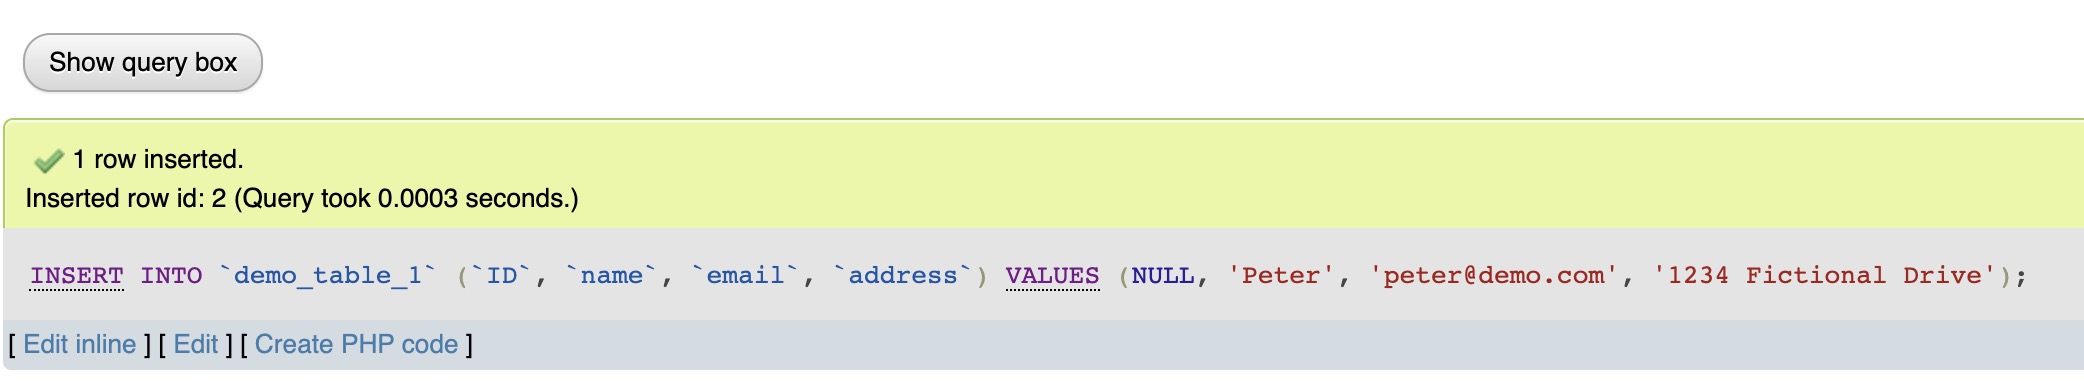 Show query box
1 row inserted.
Inserted row id: 2 (Query took 0.0003 seconds.)
INSERT INTO `demo_table_1` (`ID`, `name`, `email`, `address`) VALUES (NULL, 'Peter', 'peter@demo.com', '1234 Fictional Drive');
[ Edit inline ] [ Edit ] [ Create PHP code ]